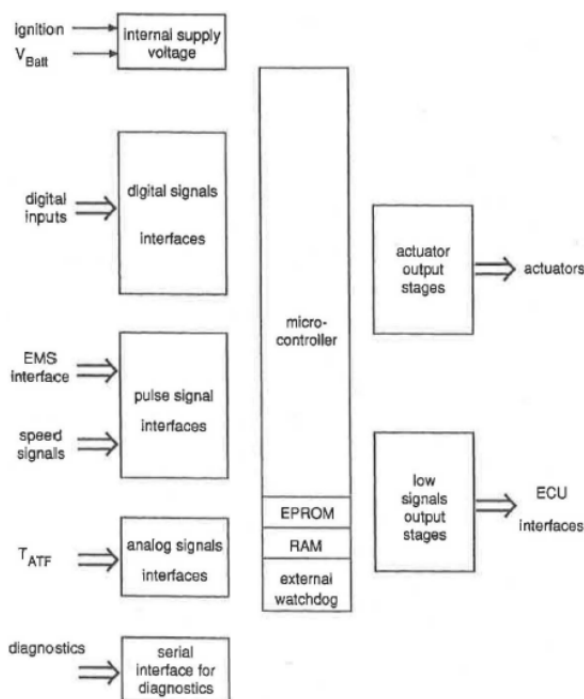 ignition
V_Batt
internal supply
voltage
digital
inputs
digital signals
interfaces
EMS
interface
speed
signals
pulse signal
interfaces
T_ATF
analog signals
interfaces
diagnostics
serial
interface for
diagnostics
micro-
controller
EPROM
RAM
external
watchdog
actuator
output
stages
actuators
low
signals
output
stages
ECU
interfaces